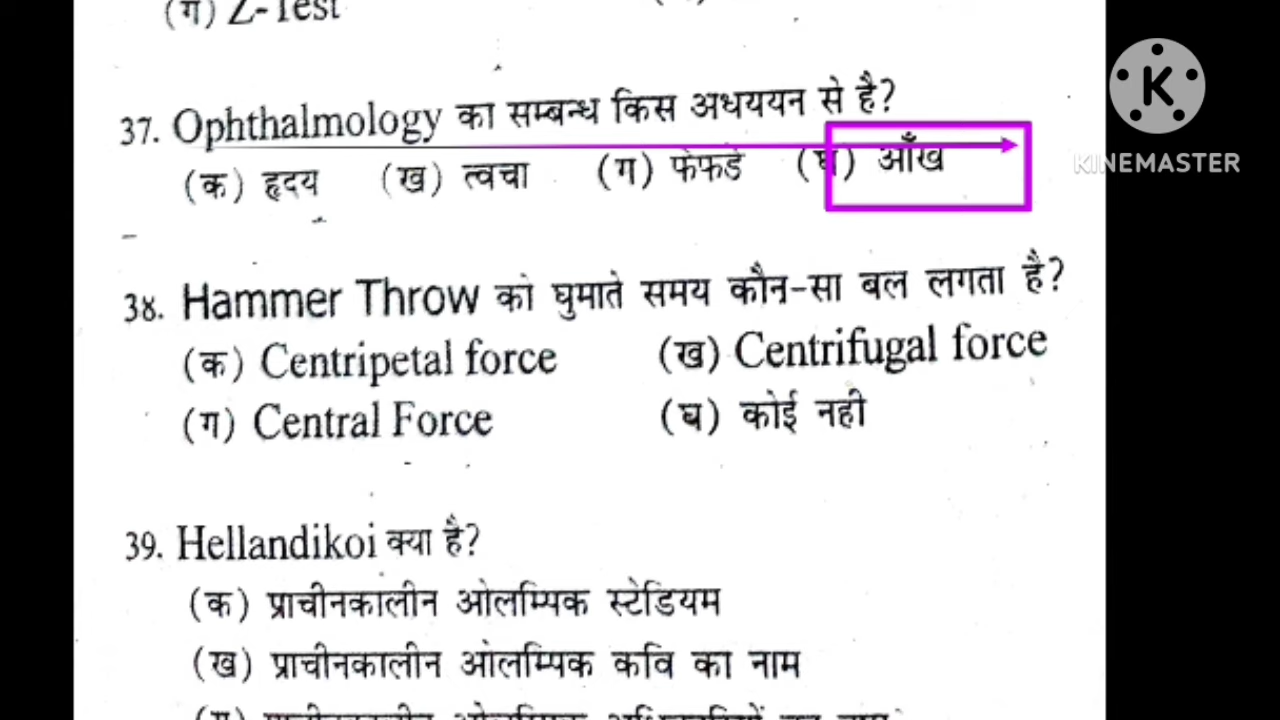 (ग) Z-Test
37. Ophthalmology का सम्बन्ध किस अधययन से है?
(क) हृदय (ख) त्वचा (ग) फेफडे (घ) आँख
KINEMASTER
38. Hammer Throw को घुमाते समय कौन-सा बल लगता है?
(क) Centripetal force (ख) Centrifugal force
(ग) Central Force (घ) कोई नही
39. Hellandikoi क्या है?
(क) प्राचीनकालीन ओलम्पिक स्टेडियम
(ख) प्राचीनकालीन ओलम्पिक कवि का नाम